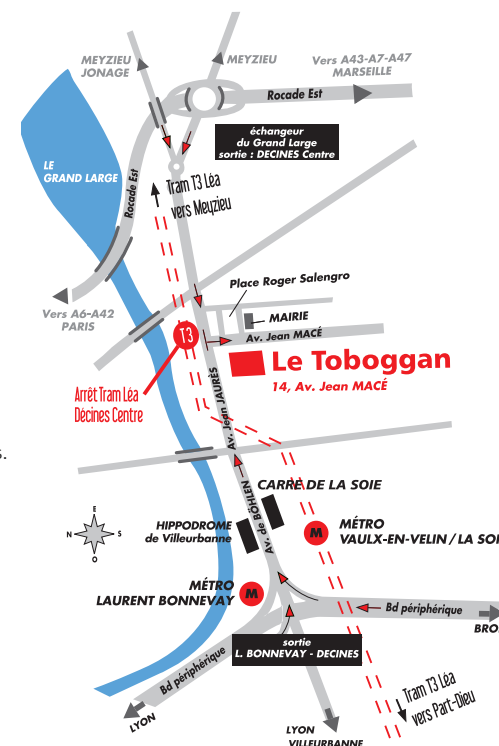 MEYZIEU
JONAGE
MEYZIEU
Vers A43-A7-A47
MARSEILLE
Rocade Est
échangeur
du Grand Large
sortie : DECINES Centre
LE
GRAND LARGE
Rocade Est
Tram T3 Léa
vers Meyzieu
Place Roger Salengro
Vers A6-A42
PARIS
MAIRIE
T3
Av. Jean MACÉ
Le Toboggan
14, Av. Jean MACÉ
Arrêt Tram Léa
Décines Centre
Av. Jean JAURÈS
s.
CARRÉ DE LA SOIE
Av. de BÖHLEN
E
N
S
O
HIPPODROME
de Villeurbanne
M
MÉTRO
VAULX-EN-VELIN / LA SOI
MÉTRO
LAURENT BONNEVAY
M
Bd périphérique
BRO
sortie
L. BONNEVAY - DECINES
Bd périphérique
Tram T3 Léa
vers Part-Dieu
LYON
LYON
VILLEURBANNE